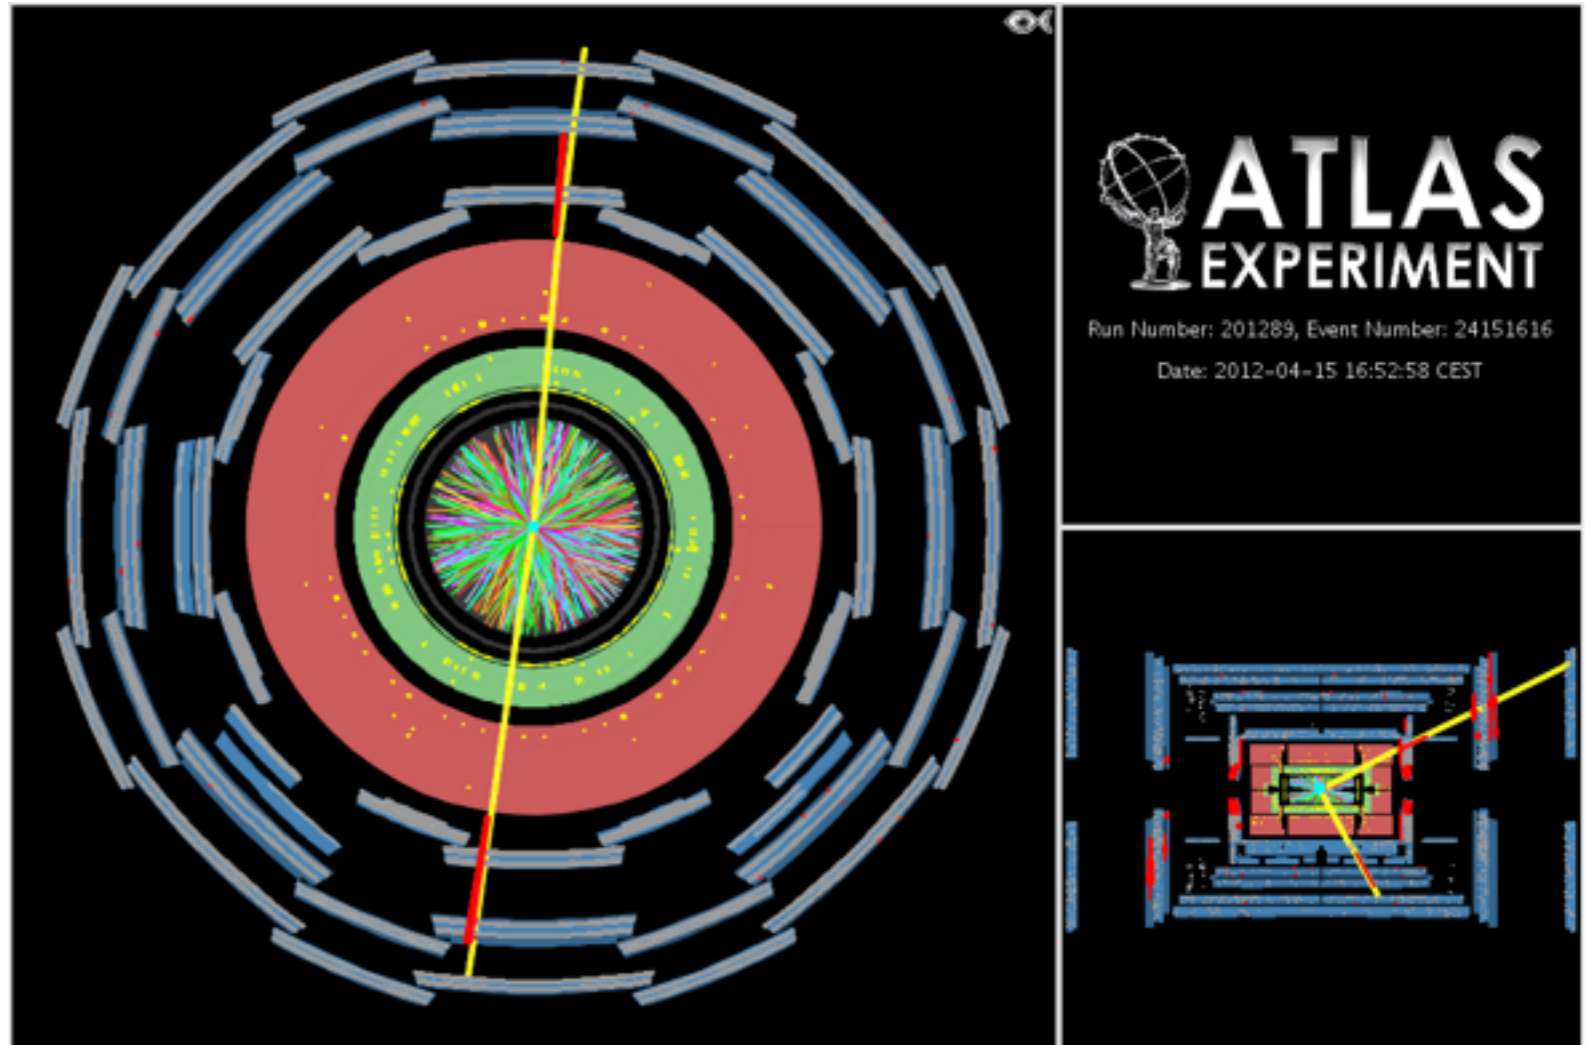 ATLAS
EXPERIMENT
Run Number: 201289, Event Number: 24151616
Date: 2012-04-15 16:52:58 CEST